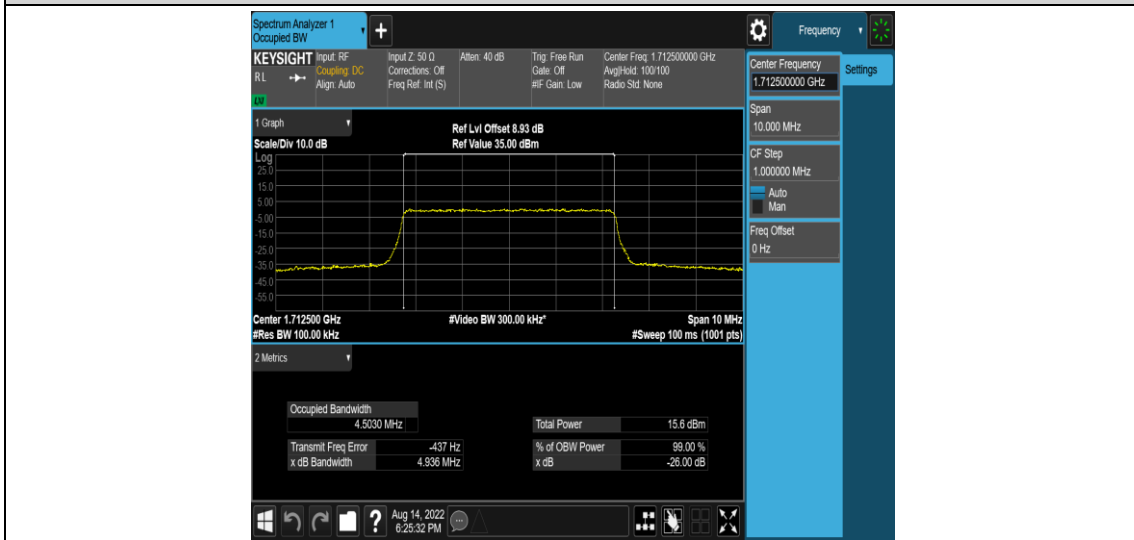 Spectrum Analyzer 1
Occupied BW
+
Frequency
KEYSIGHT
RL
Input: RF
Coupling: DC
Align: Auto
Input Z: 50 Ω
Corrections: Off
Freq Ref: Int (S)
Atten: 40 dB
Trig: Free Run
Gate: Off
#IF Gain: Low
Center Freq: 1.712500000 GHz
Avg|Hold: 100/100
Radio Std: None
Center Frequency
1.712500000 GHz
Settings
Span
10.000 MHz
CF Step
1.000000 MHz
Auto
Man
Freq Offset
0 Hz
1 Graph
Scale/Div 10.0 dB
Ref Lvl Offset 8.93 dB
Ref Value 35.00 dBm
Log
25.0
15.0
5.00
-5.00
-15.0
-25.0
-35.0
-45.0
-55.0
Center 1.712500 GHz
#Res BW 100.00 kHz
#Video BW 300.00 kHz*
Span 10 MHz
#Sweep 100 ms (1001 pts)
2 Metrics
Occupied Bandwidth
4.5030 MHz
Total Power 15.6 dBm
Transmit Freq Error -437 Hz
% of OBW Power 99.00 %
x dB Bandwidth 4.936 MHz
x dB -26.00 dB
?
Aug 14, 2022
6:25:32 PM